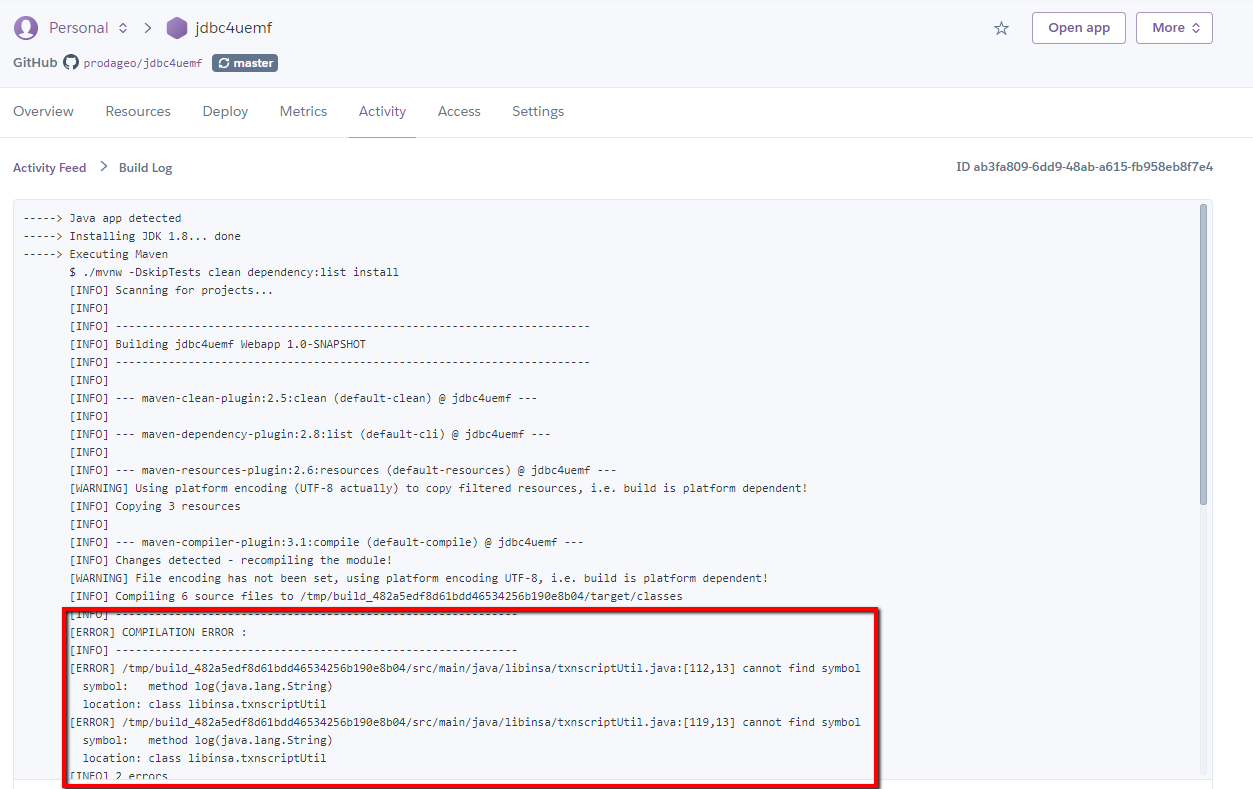 Personal > jdbc4uemf Open app More
GitHub prodageo/jdbc4uemf master
Overview Resources Deploy Metrics Activity Access Settings
Activity Feed > Build Log ID ab3fa809-6dd9-48ab-a615-fb958eb8f7e4
-----> Java app detected
-----> Installing JDK 1.8... done
-----> Executing Maven
$ ./mvnw -DskipTests clean dependency:list install
[INFO] Scanning for projects...
[INFO]
[INFO] ------------------------------------------------------------------------
[INFO] Building jdbc4uemf Webapp 1.0-SNAPSHOT
[INFO] ------------------------------------------------------------------------
[INFO]
[INFO] --- maven-clean-plugin:2.5:clean (default-clean) @ jdbc4uemf ---
[INFO]
[INFO] --- maven-dependency-plugin:2.8:list (default-cli) @ jdbc4uemf ---
[INFO]
[INFO] --- maven-resources-plugin:2.6:resources (default-resources) @ jdbc4uemf ---
[WARNING] Using platform encoding (UTF-8 actually) to copy filtered resources, i.e. build is platform dependent!
[INFO] Copying 3 resources
[INFO]
[INFO] --- maven-compiler-plugin:3.1:compile (default-compile) @ jdbc4uemf ---
[INFO] Changes detected - recompiling the module!
[WARNING] File encoding has not been set, using platform encoding UTF-8, i.e. build is platform dependent!
[INFO] Compiling 6 source files to /tmp/build_482a5edf8d61bdd46534256b190e8b04/target/classes
[INFO] -------------------------------------------------------------
[ERROR] COMPILATION ERROR :
[INFO] -------------------------------------------------------------
[ERROR] /tmp/build_482a5edf8d61bdd46534256b190e8b04/src/main/java/libinsa/txnscriptUtil.java:[112,13] cannot find symbol
symbol: method log(java.lang.String)
location: class libinsa.txnscriptUtil
[ERROR] /tmp/build_482a5edf8d61bdd46534256b190e8b04/src/main/java/libinsa/txnscriptUtil.java:[119,13] cannot find symbol
symbol: method log(java.lang.String)
location: class libinsa.txnscriptUtil
[INFO] 2 errors